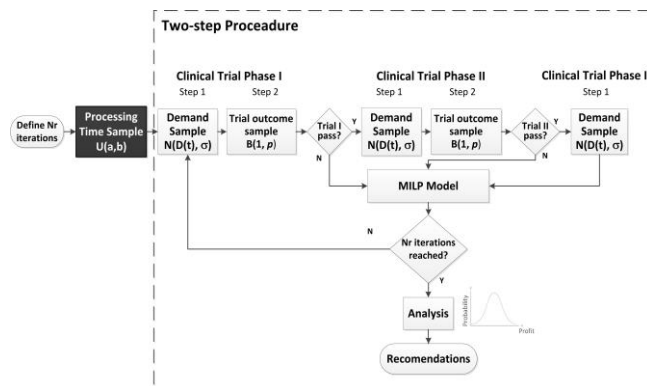 Two-step Proceadure
Clinical Trial Phase I
Clinical Trial Phase II
Clinical Trial Phase I
Step 1
Step 2
Step 1
Step 2
Step 1
Define Nr
iterations
Processing
Time Sample
U(a,b)
Demand
Sample
N(D(t), σ)
Trial outcome
sample
B(1, p)
Trial I
pass?
Y
N
Demand
Sample
N(D(t), σ)
Trial outcome
sample
B(1, p)
Trial II
pass?
Y
N
Demand
Sample
N(D(t), σ)
MILP Model
N
Nr iterations
reached?
Y
Analysis
Probability
Profit
Recomendations